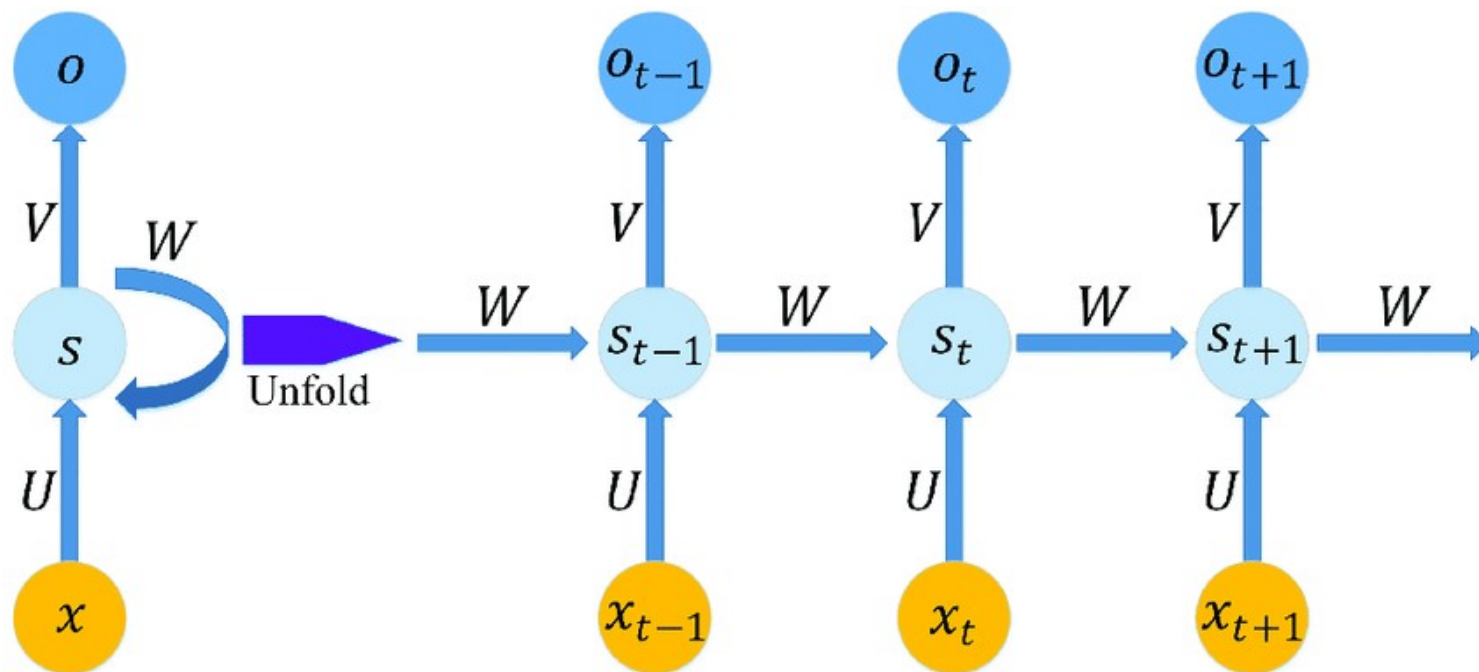 o o_{t-1} o_t o_{t+1}
V W V V V
s W s_{t-1} W s_t W s_{t+1} W
Unfold
U U U U
x x_{t-1} x_t x_{t+1}